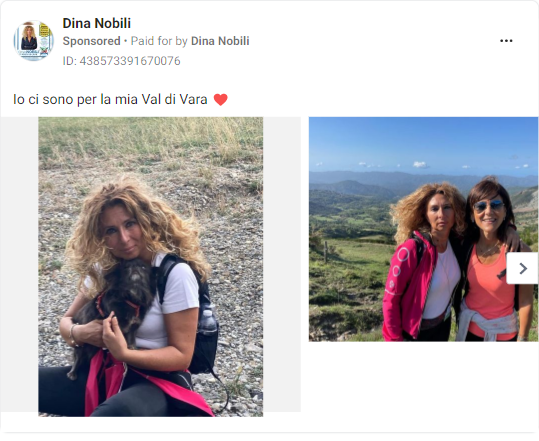 Dina Nobili
Sponsored • Paid for by Dina Nobili
ID: 438573391670076
Io ci sono per la mia Val di Vara ❤️